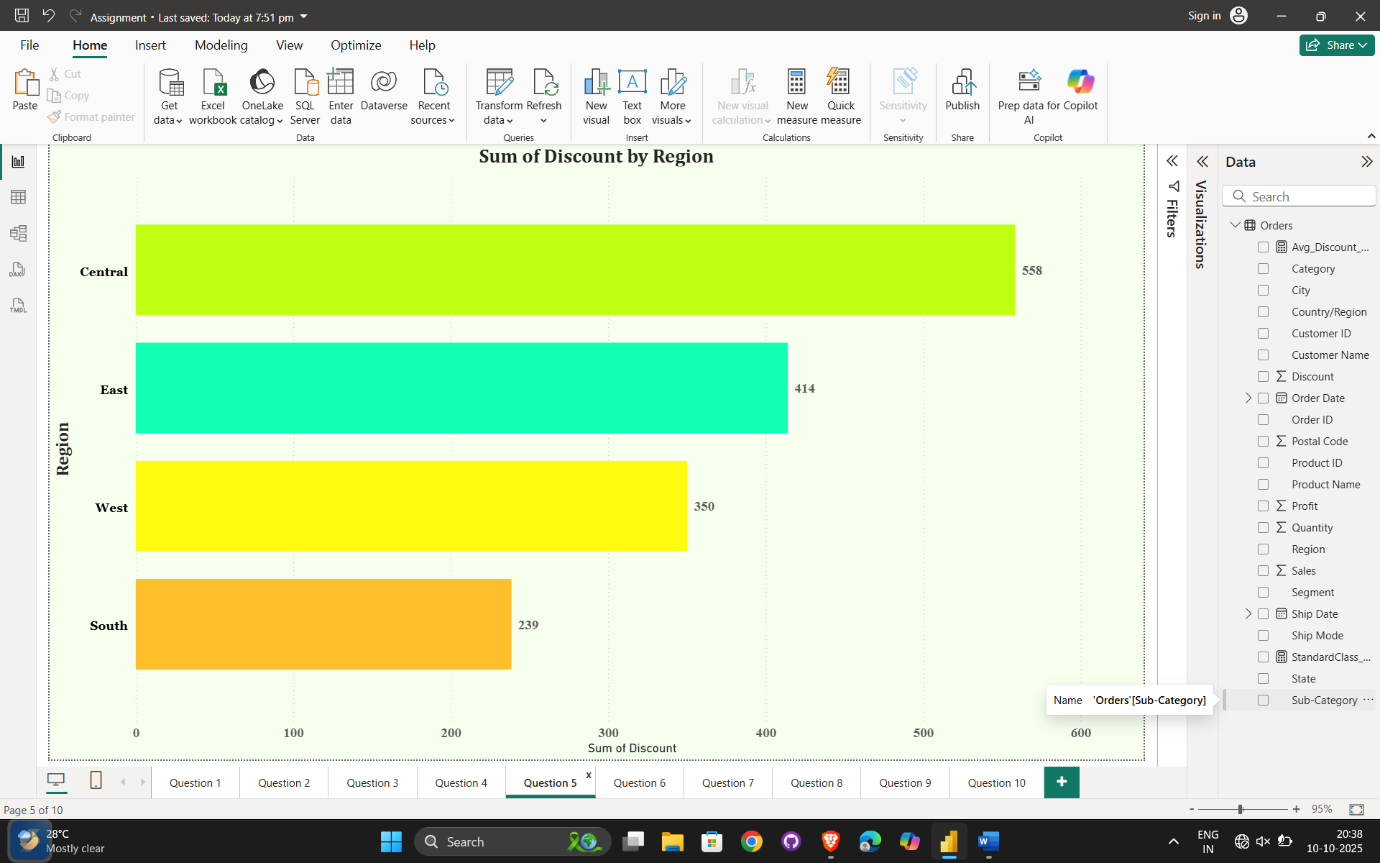 Assignment • Last saved: Today at 7:51 pm
Sign in
File Home Insert Modeling View Optimize Help
Share
Paste
Cut
Copy
Format painter
Clipboard
Get data
Excel workbook
OneLake catalog
SQL Server
Enter data
Dataverse
Recent sources
Data
Transform data
Refresh
Queries
New visual
Text box
More visuals
Insert
New visual calculation
New measure
Quick measure
Calculations
Sensitivity
Sensitivity
Publish
Share
Prep data for AI
Copilot
Copilot
DAX
TMDL
Sum of Discount by Region
Region
Central
558
East
414
West
350
South
239
0 100 200 300 400 500 600
Sum of Discount
Filters
Visualizations
Data
Search
Orders
Avg_Discount_...
Category
City
Country/Region
Customer ID
Customer Name
Discount
Order Date
Order ID
Postal Code
Product ID
Product Name
Profit
Quantity
Region
Sales
Segment
Ship Date
Ship Mode
StandardClass_...
State
Sub-Category
Name 'Orders'[Sub-Category]
Question 1 Question 2 Question 3 Question 4 Question 5 x Question 6 Question 7 Question 8 Question 9 Question 10 +
Page 5 of 10
- + 95%
28°C
Mostly clear
Search
ENG
IN
20:38
10-10-2025